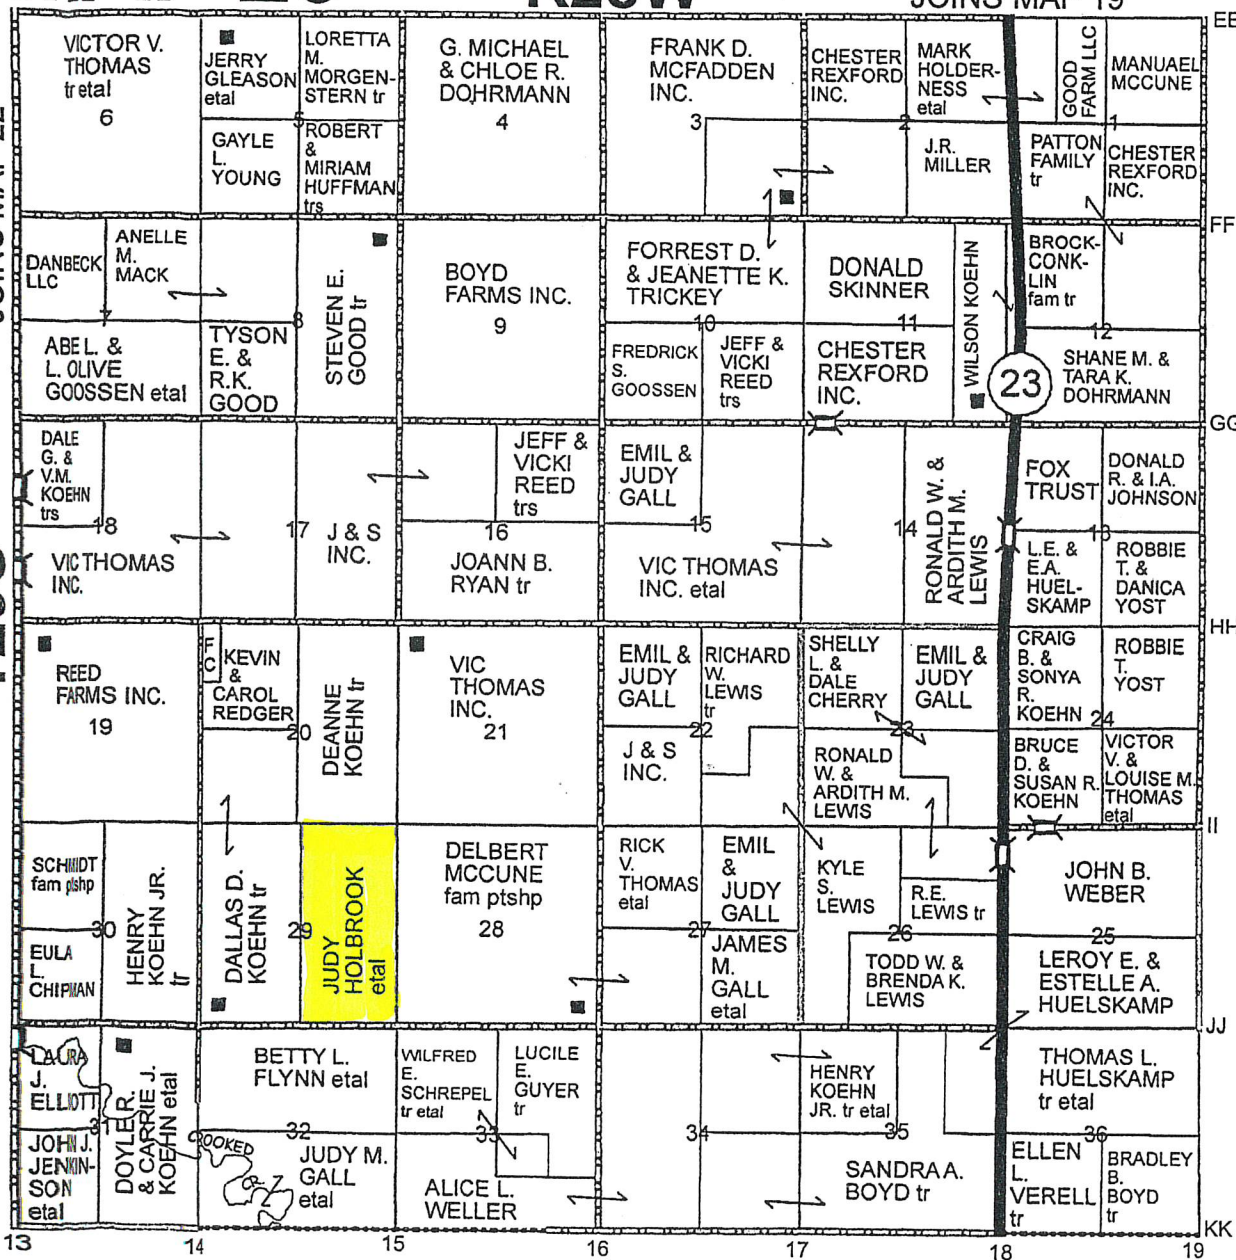 JOINS MAP 19
VICTOR V.
THOMAS
tr etal
6
JERRY
GLEASON
etal
LORETTA
M.
MORGEN-
STERN tr
5
GAYLE
L.
YOUNG
ROBERT
&
MIRIAM
HUFFMAN
trs
G. MICHAEL
& CHLOE R.
DOHRMANN
4
FRANK D.
MCFADDEN
INC.
3
CHESTER
REXFORD
INC.
MARK
HOLDER-
NESS
etal
2
J.R.
MILLER
GOOD
FARM LLC
MANUAEL
MCCUNE
1
PATTON
FAMILY
tr
CHESTER
REXFORD
INC.
EE
FF
DANBECK
LLC
ANELLE
M.
MACK
7
ABE L. &
L. OLIVE
GOOSSEN etal
8
TYSON
E. &
R.K.
GOOD
STEVEN E.
GOOD tr
BOYD
FARMS INC.
9
FORREST D.
& JEANETTE K.
TRICKEY
10
FREDRICK
S.
GOOSSEN
JEFF &
VICKI
REED
trs
DONALD
SKINNER
11
CHESTER
REXFORD
INC.
WILSON KOEHN
BROCK-
CONK-
LIN
fam tr
12
23
SHANE M. &
TARA K.
DOHRMANN
GG
DALE
G. &
V.M.
KOEHN
trs
18
VIC THOMAS
INC.
17
J & S
INC.
JEFF &
VICKI
REED
trs
16
JOANN B.
RYAN tr
EMIL &
JUDY
GALL
15
VIC THOMAS
INC. etal
14
RONALD W. &
ARDITH M.
LEWIS
FOX
TRUST
DONALD
R. & I.A.
JOHNSON
13
L.E. &
E.A.
HUEL-
SKAMP
ROBBIE
T. &
DANICA
YOST
HH
REED
FARMS INC.
19
F
C
KEVIN
&
CAROL
REDGER
20
DEANNE
KOEHN tr
VIC
THOMAS
INC.
21
EMIL &
JUDY
GALL
RICHARD
W.
LEWIS
tr
22
J & S
INC.
SHELLY
L. &
DALE
CHERRY
EMIL &
JUDY
GALL
23
RONALD
W. &
ARDITH M.
LEWIS
CRAIG
B. &
SONYA
R.
KOEHN
ROBBIE
T.
YOST
24
BRUCE
D. &
SUSAN R.
KOEHN
VICTOR
V. &
LOUISE M.
THOMAS
etal
II
SCHMIDT
fam ptshp
30
EULA
L.
CHIPMAN
HENRY
KOEHN JR.
tr
DALLAS D.
KOEHN tr
29
JUDY
HOLBROOK
etal
DELBERT
MCCUNE
fam ptshp
28
RICK
V.
THOMAS
etal
EMIL
&
JUDY
GALL
27
JAMES
M.
GALL
etal
KYLE
S.
LEWIS
R.E.
LEWIS tr
26
TODD W. &
BRENDA K.
LEWIS
JOHN B.
WEBER
25
LEROY E. &
ESTELLE A.
HUELSKAMP
JJ
LAURA
J.
ELLIOTT
31
JOHN J.
JENKIN-
SON
etal
DOYLE R.
& CARRIE J.
KOEHN etal
BETTY L.
FLYNN etal
32
CROOKED
JUDY M.
GALL
etal
WILFRED
E.
SCHREPEL
tr etal
LUCILE
E.
GUYER
tr
33
ALICE L.
WELLER
34
HENRY
KOEHN
JR. tr etal
35
SANDRA A.
BOYD tr
THOMAS L.
HUELSKAMP
tr etal
36
ELLEN
L.
VERELL
tr
BRADLEY
B.
BOYD
tr
KK
13
14
15
16
17
18
19